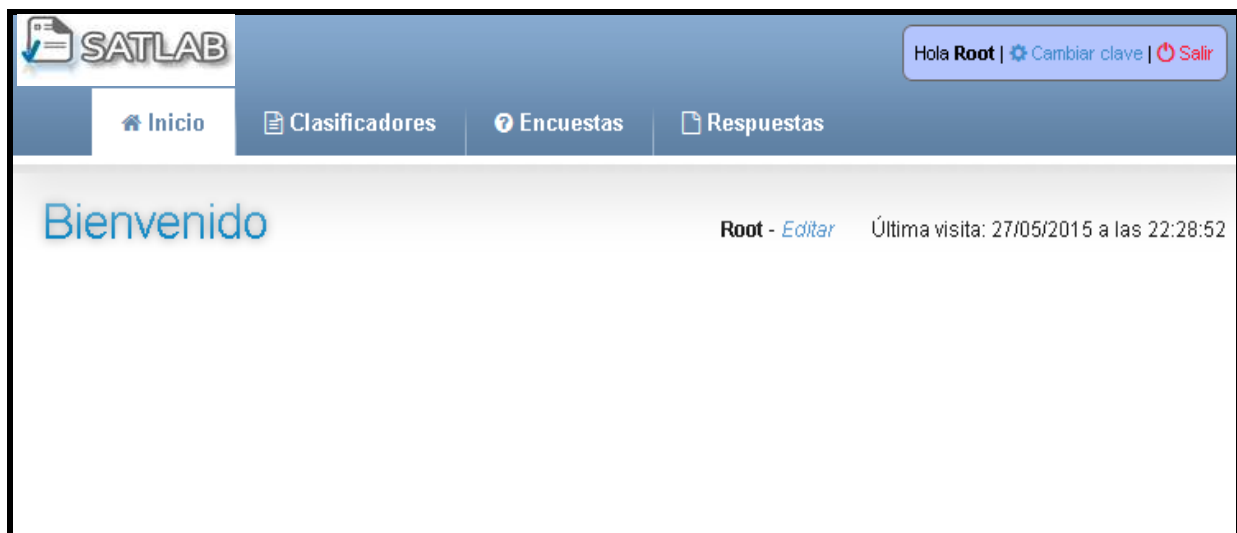 SATLAB
Hola Root | Cambiar clave | Salir
Inicio Clasificadores Encuestas Respuestas
Bienvenido
Root - Editar Última visita: 27/05/2015 a las 22:28:52